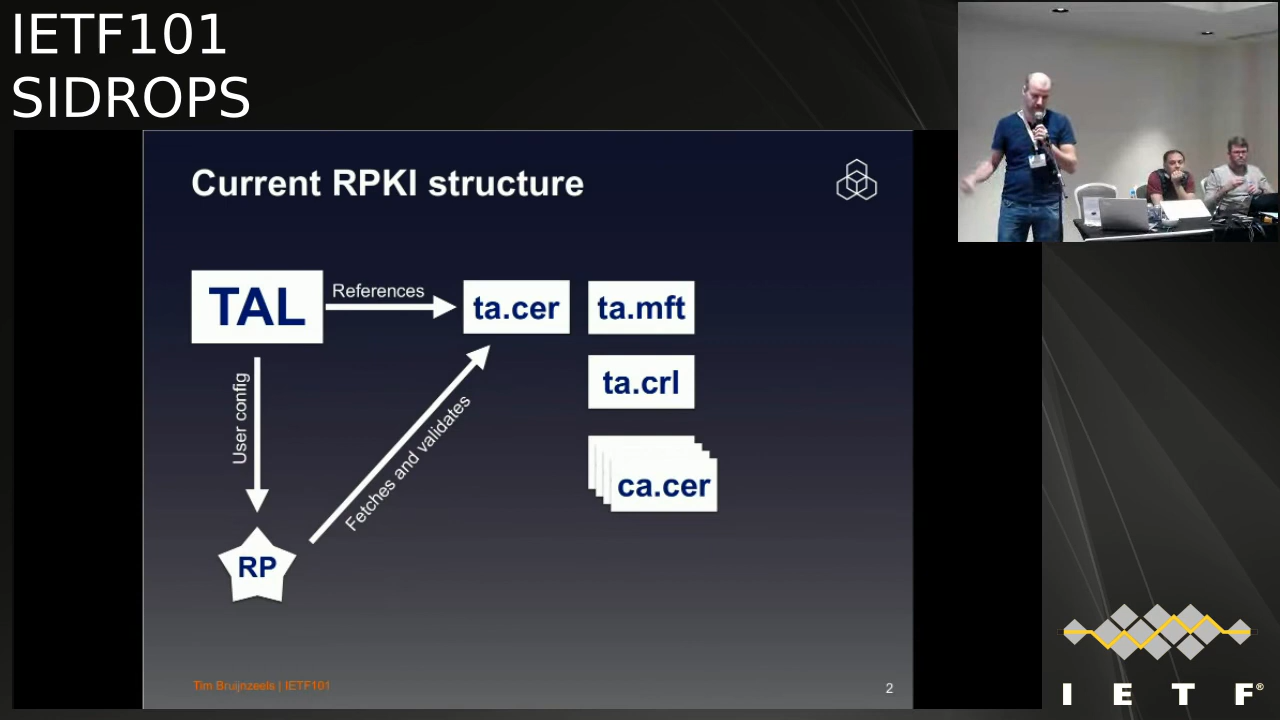 IETF101
SIDROPS
Current RPKI structure
TAL
References
ta.cer
ta.mft
ta.crl
User config
Fetches and validates
ca.cer
RP
Tim Bruijnzeels | IETF101
2
I E T F®